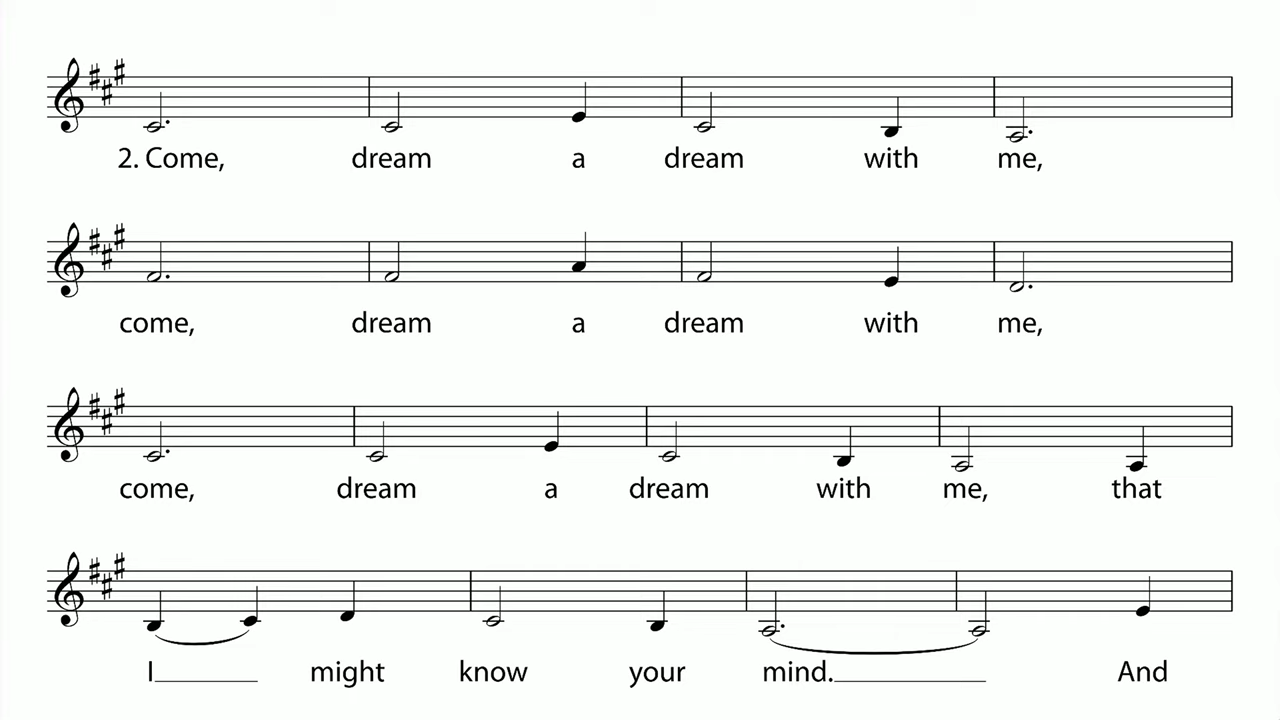 2. Come, dream a dream with me,
come, dream a dream with me,
come, dream a dream with me, that
I might know your mind. And